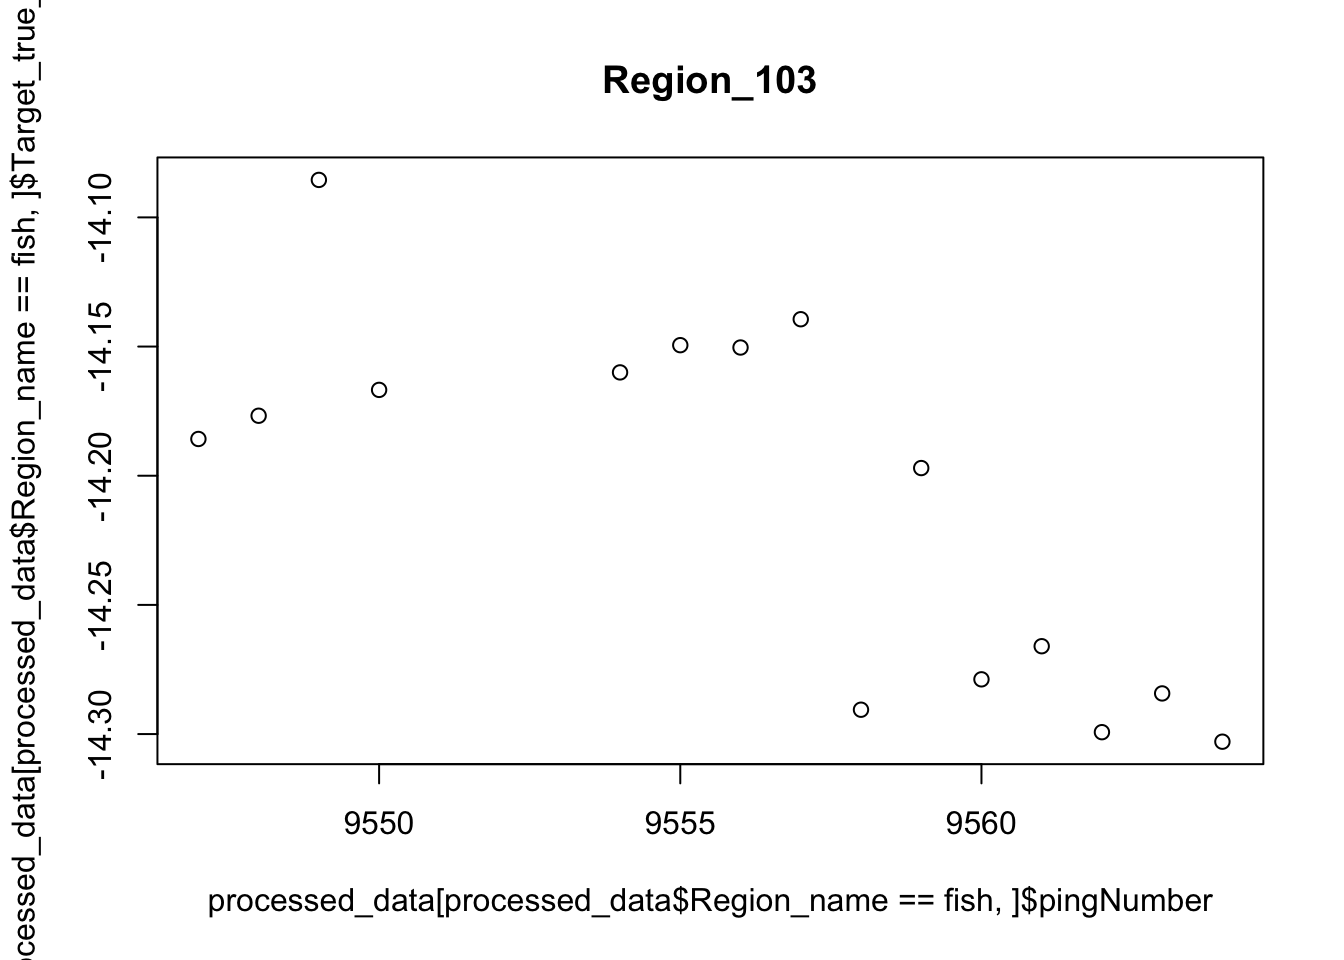 Region_103
cessed_data[processed_data$Region_name == fish, ]$Target_true_
-14.10
-14.15
-14.20
-14.25
-14.30
9550 9555 9560
processed_data[processed_data$Region_name == fish, ]$pingNumber